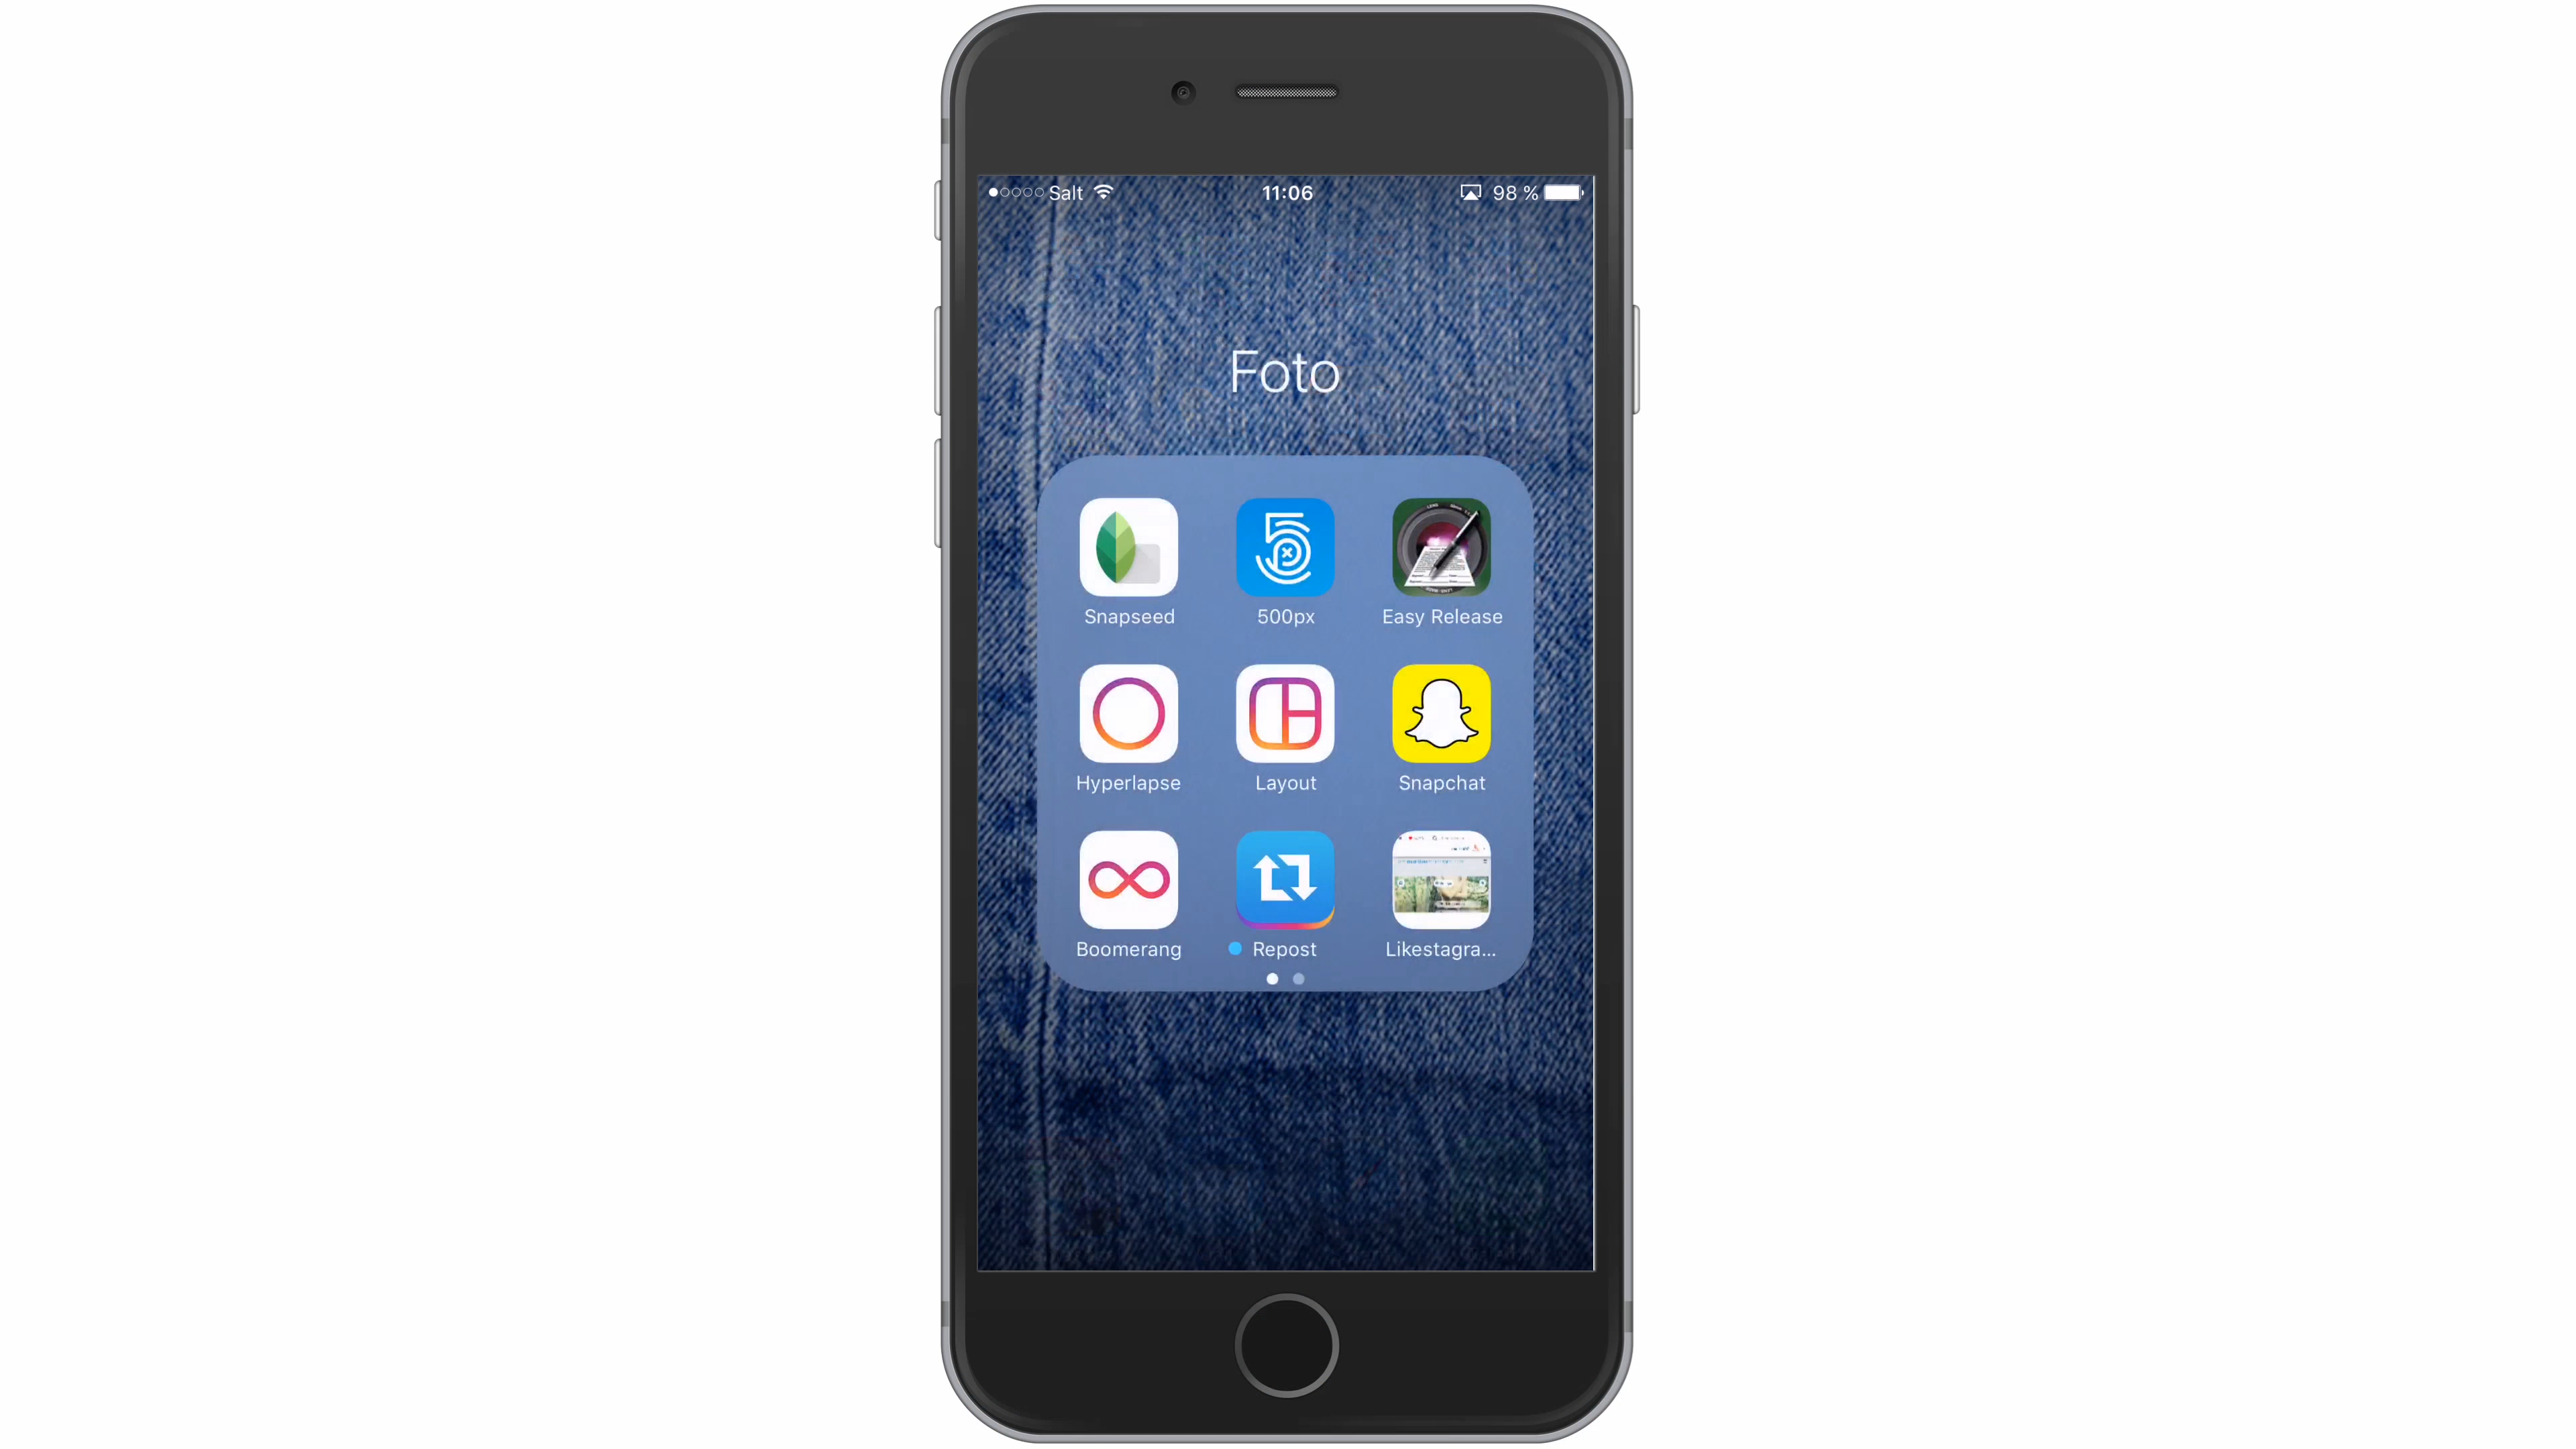 Salt 11:06 98 %
Foto
Snapseed 500px Easy Release
Hyperlapse Layout Snapchat
Boomerang Repost Likestagra...